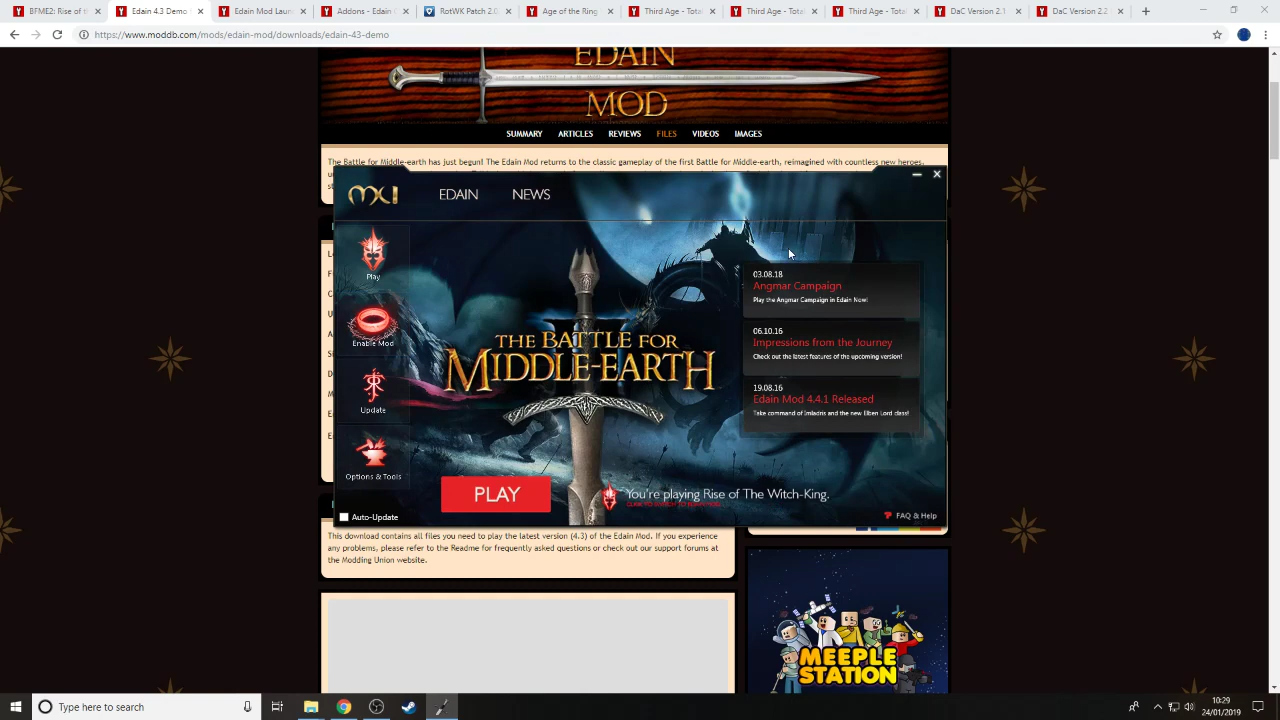 BFME2: Rise of th
Edain 4.3 Demo
Edain Mod Laun
Addons - Edain
RotWK Patch 2.0
Age of the Ring
Third Age - Total
Third Age - Total
Third Age - Total
DaC Version 2.1
DaC Version 2.2
https://www.moddb.com/mods/edain-mod/downloads/edain-43-demo
EDAIN
MOD
SUMMARY ARTICLES REVIEWS FILES VIDEOS IMAGES
The Battle for Middle-earth has just begun! The Edain Mod returns to the classic gameplay of the first Battle for Middle-earth, reimagined with countless new heroes,
EDAIN NEWS
Play
Enable Mod
Update
Options & Tools
THE BATTLE FOR
MIDDLE-EARTH
03.08.18
Angmar Campaign
Play the Angmar Campaign in Edain Now!
06.10.16
Impressions from the Journey
Check out the latest features of the upcoming version!
19.08.16
Edain Mod 4.4.1 Released
Take command of Imladris and the new Elben Lord class!
PLAY
You're playing Rise of The Witch-King.
Auto-Update
FAQ & Help
This download contains all files you need to play the latest version (4.3) of the Edain Mod. If you experience
any problems, please refer to the Readme for frequently asked questions or check out our support forums at
the Modding Union website.
MEEPLE
STATION
Type here to search
10:29
24/01/2019